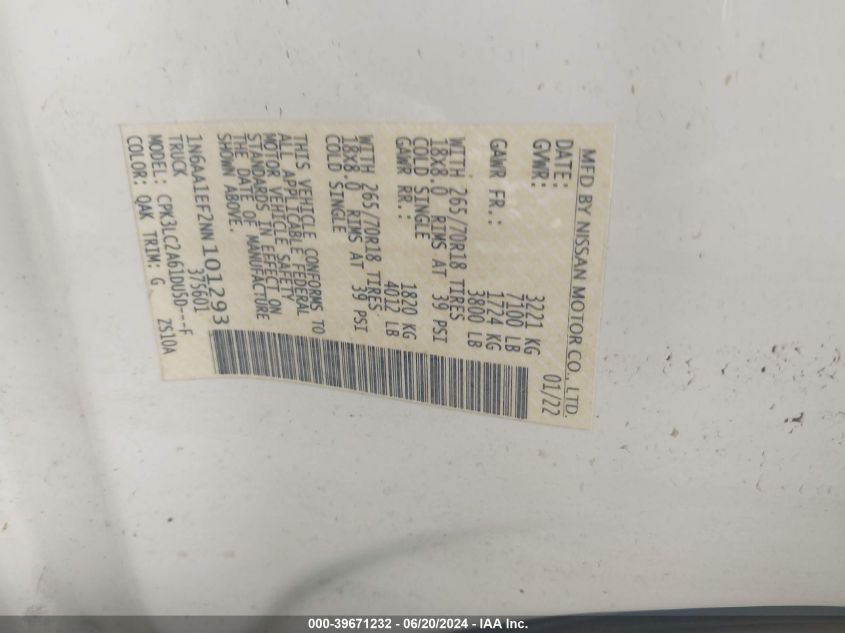 MFD BY NISSAN MOTOR CO., LTD.
DATE: 01/22
GVWR: 3221 KG
7100 LB
GAWR FR.: 1724 KG
3800 LB
WITH 265/70R18 TIRES,
18X8.0 RIMS AT 39 PSI
COLD SINGLE
GAWR RR.: 1820 KG
4012 LB
WITH 265/70R18 TIRES,
18X8.0 RIMS AT 39 PSI
COLD SINGLE
THIS VEHICLE CONFORMS TO
ALL APPLICABLE FEDERAL
MOTOR VEHICLE SAFETY
STANDARDS IN EFFECT ON
THE DATE OF MANUFACTURE
SHOWN ABOVE.
1N6AA1EF2NN101293
TRUCK 375601
MODEL: CPK3LC2A61DU5D---F
COLOR: QAK TRIM: G ZS10A
000-39671232 - 06/20/2024 - IAA Inc.